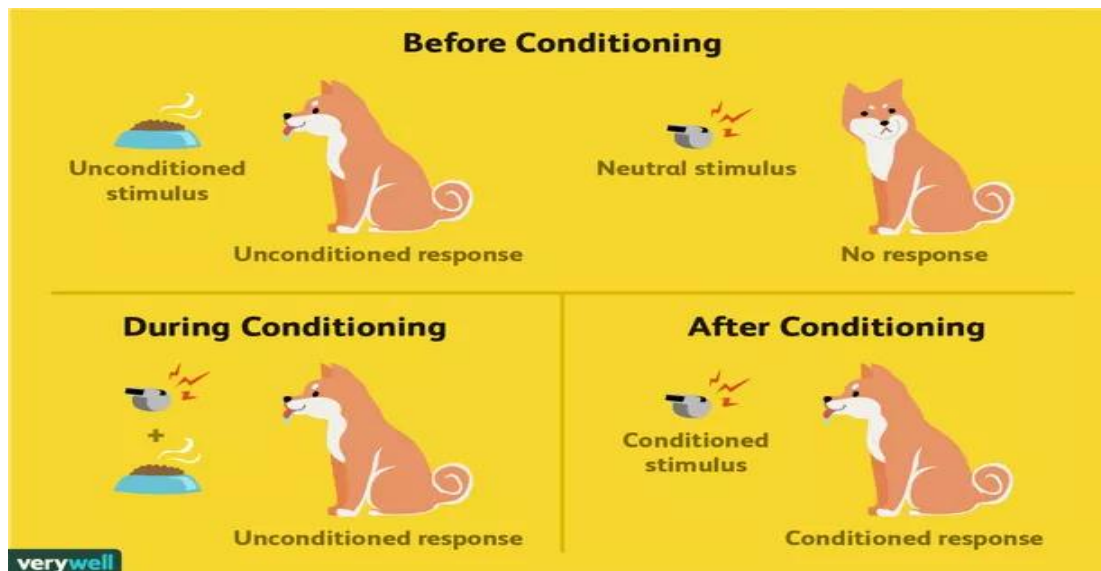 Before Conditioning
Unconditioned
stimulus
Unconditioned response
Neutral stimulus
No response
During Conditioning
+
Unconditioned response
After Conditioning
Conditioned
stimulus
Conditioned response
verywell